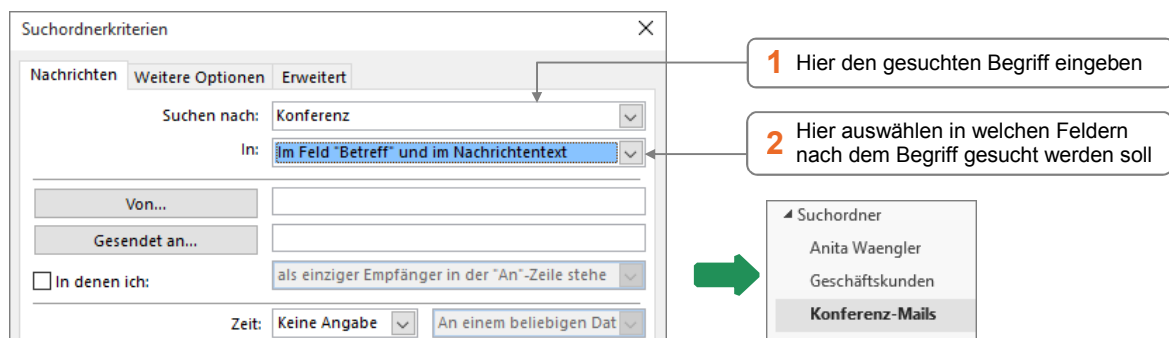 Suchordnerkriterien
Nachrichten Weitere Optionen Erweitert
Suchen nach: Konferenz
In: Im Feld "Betreff" und im Nachrichtentext
Von...
Gesendet an...
In denen ich: als einziger Empfänger in der "An"-Zeile stehe
Zeit: Keine Angabe An einem beliebigen Dat
1 Hier den gesuchten Begriff eingeben
2 Hier auswählen in welchen Feldern
nach dem Begriff gesucht werden soll
Suchordner
Anita Waengler
Geschäftskunden
Konferenz-Mails